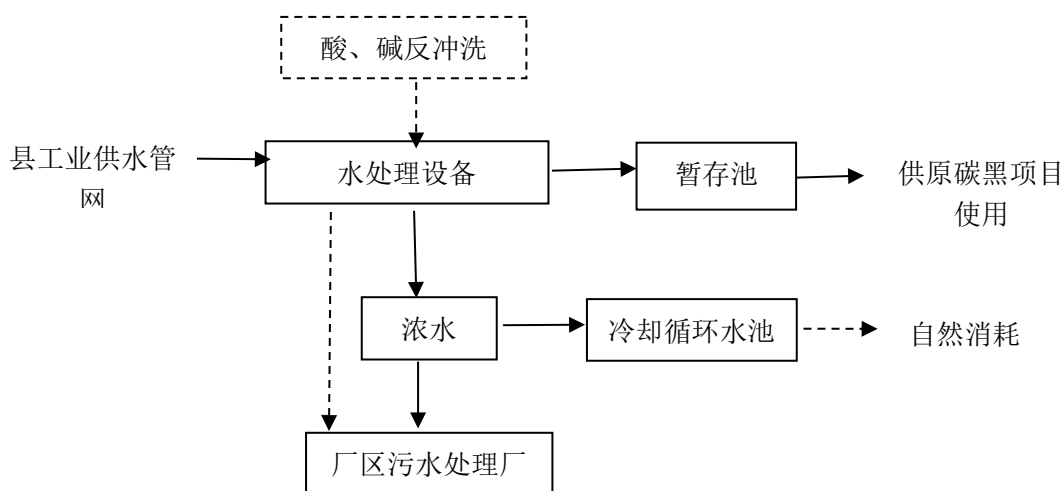 酸、碱反冲洗
县工业供水管
网
水处理设备
暂存池
供原碳黑项目
使用
浓水
冷却循环水池
自然消耗
厂区污水处理厂